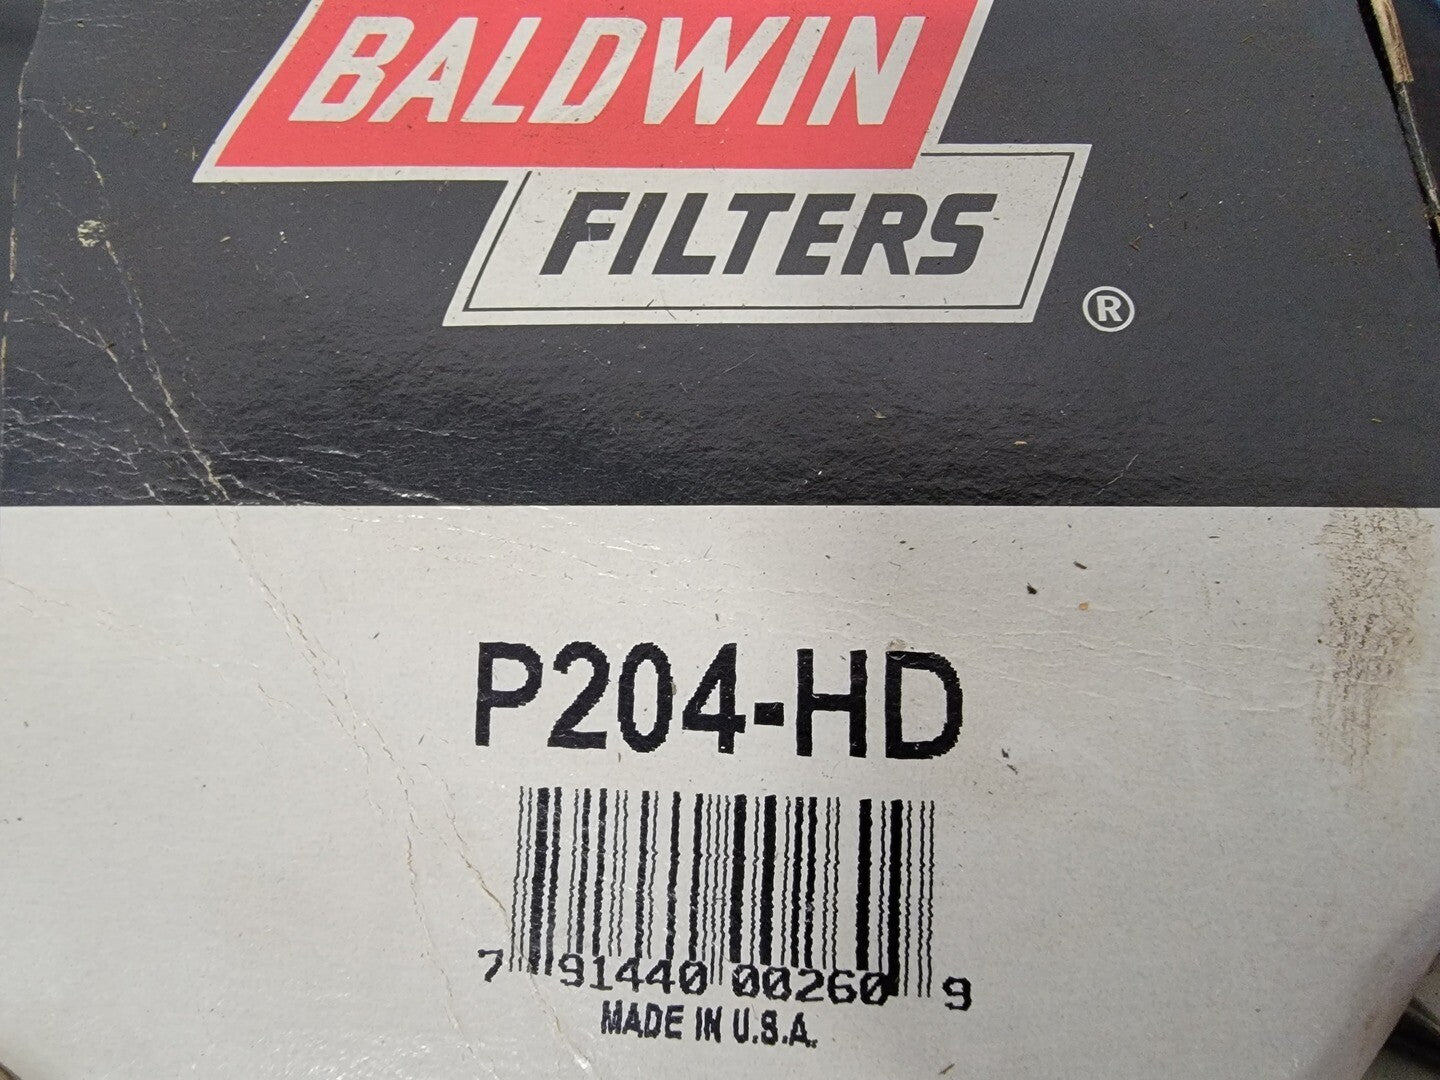 BALDWIN
FILTERS
®
P204-HD
7 91440 00260 9
MADE IN U.S.A.